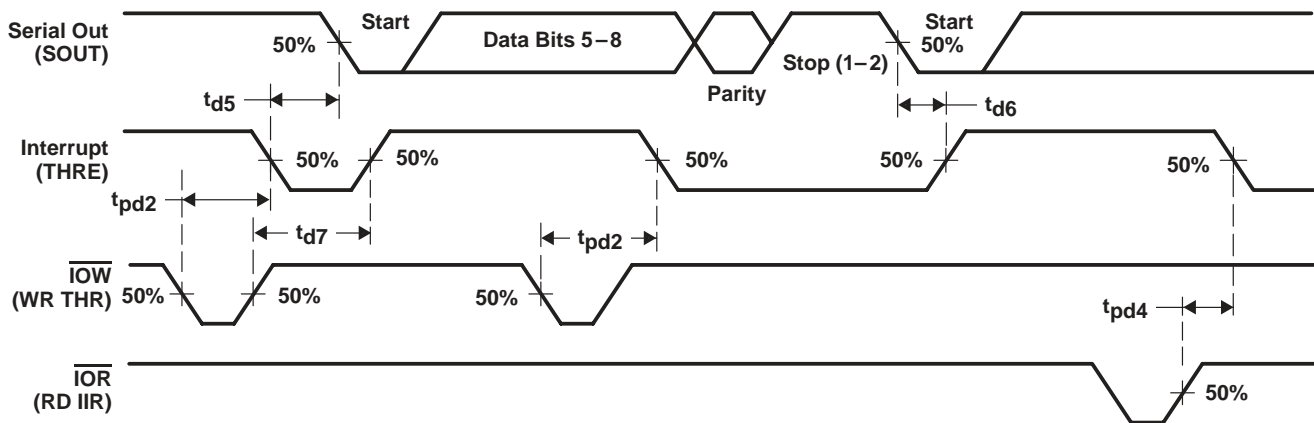 Serial Out
(SOUT)
50%
Start
Data Bits 5–8
Parity
Stop (1–2)
Start
50%
td5
td6
Interrupt
(THRE)
50%
50%
50%
50%
50%
tpd2
td7
tpd2
IOW
(WR THR)
50%
50%
50%
tpd4
IOR
(RD IIR)
50%